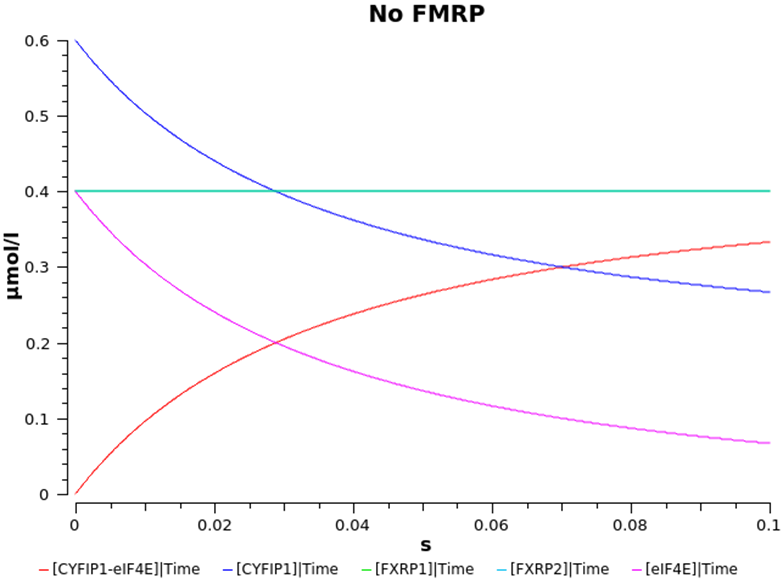 No FMRP
0.6
0.5
0.4
0.3
0.2
0.1
0
µmol/l
0 0.02 0.04 0.06 0.08 0.1
s
[CYFIP1-eIF4E]|Time [CYFIP1]|Time [FXRP1]|Time [FXRP2]|Time [eIF4E]|Time